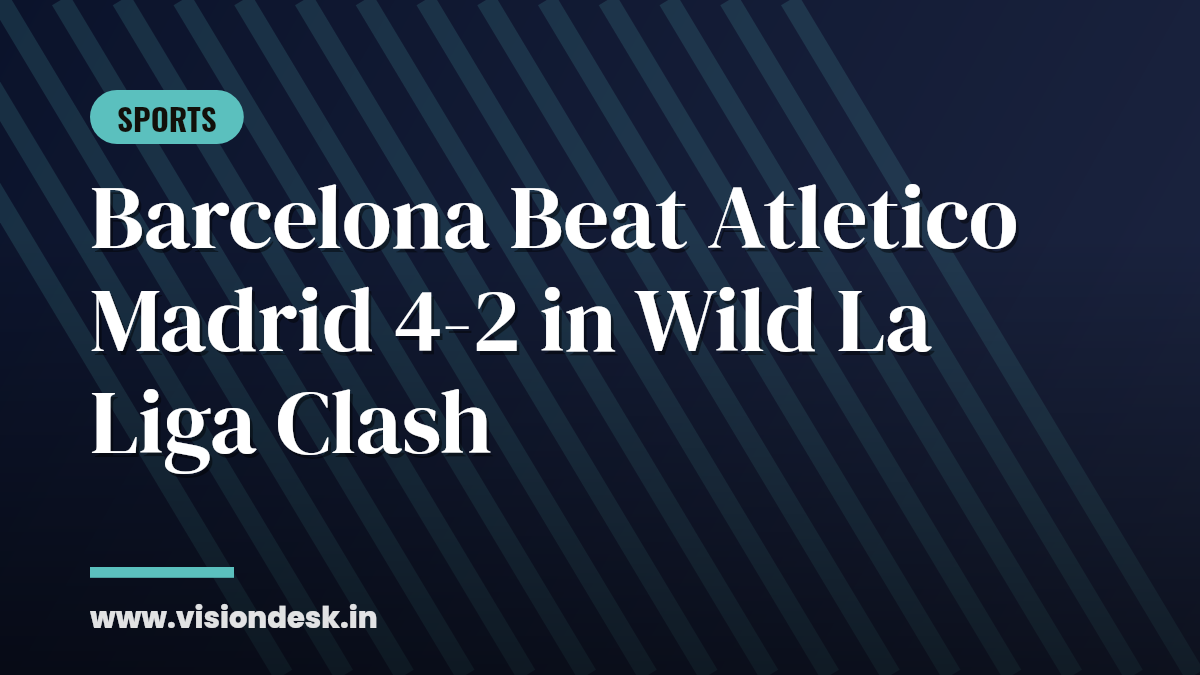 SPORTS
Barcelona Beat Atletico
Madrid 4-2 in Wild La
Liga Clash
www.visiondesk.in